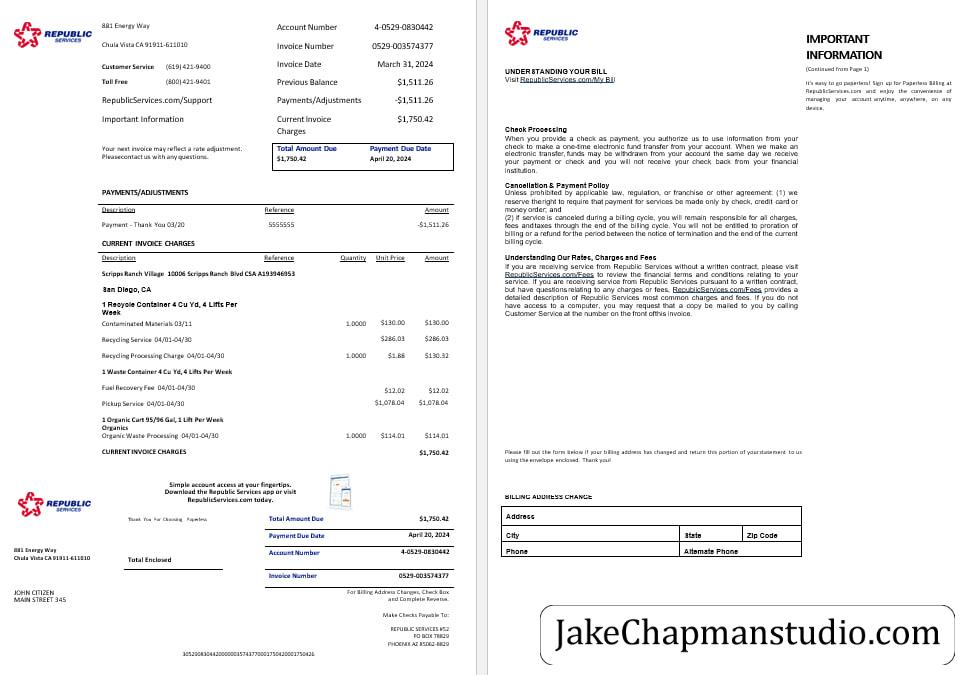 REPUBLIC
SERVICES
881 Energy Way
Chula Vista CA 91911-611010
Customer Service (619) 421-9400
Toll Free (800) 421-9401
RepublicServices.com/Support
Important Information
Account Number 4-0529-0830442
Invoice Number 0529-003574377
Invoice Date March 31, 2024
Previous Balance $1,511.26
Payments/Adjustments -$1,511.26
Current Invoice $1,750.42
Charges
Your next invoice may reflect a rate adjustment.
Pleasecontact us with any questions.
Total Amount Due Payment Due Date
$1,750.42 April 20, 2024
PAYMENTS/ADJUSTMENTS
Description Reference Amount
Payment - Thank You 03/20 5555555 -$1,511.26
CURRENT INVOICE CHARGES
Description Reference Quantity Unit Price Amount
Scripps Ranch Village 10006 Scripps Ranch Blvd CSA A193946953
San Diego, CA
1 Recycle Container 4 Cu Yd, 4 Lifts Per
Week
Contaminated Materials 03/11 1.0000 $130.00 $130.00
Recycling Service 04/01-04/30 $286.03 $286.03
Recycling Processing Charge 04/01-04/30 1.0000 $1.88 $130.32
1 Waste Container 4 Cu Yd, 4 Lifts Per Week
Fuel Recovery Fee 04/01-04/30 $12.02 $12.02
Pickup Service 04/01-04/30 $1,078.04 $1,078.04
1 Organic Cart 95/96 Gal, 1 Lift Per Week
Organics
Organic Waste Processing 04/01-04/30 1.0000 $114.01 $114.01
CURRENT INVOICE CHARGES $1,750.42
Simple account access at your fingertips.
Download the Republic Services app or visit
RepublicServices.com today.
REPUBLIC
SERVICES
Thank You For Choosing Paperless
881 Energy Way
Chula Vista CA 91911-611010
Total Enclosed
Total Amount Due $1,750.42
Payment Due Date April 20, 2024
Account Number 4-0529-0830442
Invoice Number 0529-003574377
JOHN CITIZEN
MAIN STREET 345
For Billing Address Changes, Check Box
and Complete Reverse.
Make Checks Payable To:
REPUBLIC SERVICES #52
PO BOX 78829
PHOENIX AZ 85062-8829
REPUBLIC
SERVICES
UNDERSTANDING YOUR BILL
Visit RepublicServices.com/My Bill
Check Processing
When you provide a check as payment, you authorize us to use information from your
check to make a one-time electronic fund transfer from your account. When we make an
electronic transfer, funds may be withdrawn from your account the same day we receive
your payment or check and you will not receive your check back from your financial
institution.
Cancellation & Payment Policy
Unless prohibited by applicable law, regulation, or franchise or other agreement: (1) we
reserve theright to require that payment for services be made only by check, credit card or
money order; and
(2) if service is canceled during a billing cycle, you will remain responsible for all charges,
fees andtaxes through the end of the billing cycle. You will not be entitled to proration of
billing or a refund for the period between the notice of termination and the end of the current
billing cycle.
Understanding Our Rates, Charges and Fees
If you are receiving service from Republic Services without a written contract, please visit
RepublicServices.com/Fees to review the financial terms and conditions relating to your
service. If you are receiving service from Republic Services pursuant to a written contract,
but have questions relating to any charges or fees, RepublicServices.com/Fees provides a
detailed description of Republic Services most common charges and fees. If you do not
have access to a computer, you may request that a copy be mailed to you by calling
Customer Service at the number on the front ofthis invoice.
IMPORTANT
INFORMATION
(Continued from Page 1)
It's easy to go paperless! Sign up for Paperless Billing at
RepublicServices.com and enjoy the convenience of
managing your account anytime, anywhere, on any
device.
Please fill out the form below if your billing address has changed and return this portion of your statement to us
using the envelope enclosed. Thank you!
BILLING ADDRESS CHANGE
Address
City State Zip Code
Phone Alternate Phone
JakeChapmanstudio.com